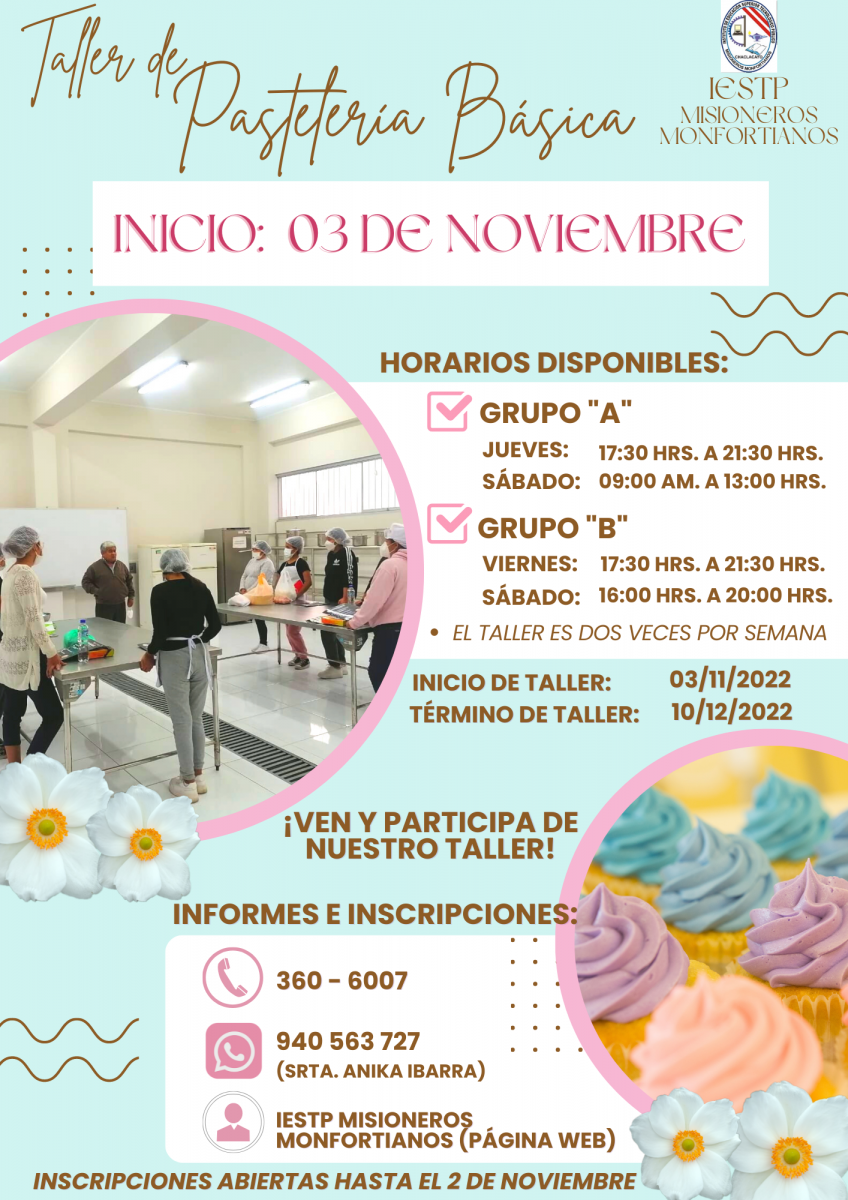 Taller de
Pastelería Básica
CHACLACAYO
IESTP
MISIONEROS
MONFORTIANOS
INICIO: 03 DE NOVIEMBRE
HORARIOS DISPONIBLES:
GRUPO "A"
JUEVES: 17:30 HRS. A 21:30 HRS.
SÁBADO: 09:00 AM. A 13:00 HRS.
GRUPO "B"
VIERNES: 17:30 HRS. A 21:30 HRS.
SÁBADO: 16:00 HRS. A 20:00 HRS.
• EL TALLER ES DOS VECES POR SEMANA
INICIO DE TALLER: 03/11/2022
TÉRMINO DE TALLER: 10/12/2022
¡VEN Y PARTICIPA DE
NUESTRO TALLER!
INFORMES E INSCRIPCIONES:
360 - 6007
940 563 727
(SRTA. ANIKA IBARRA)
IESTP MISIONEROS
MONFORTIANOS (PÁGINA WEB)
INSCRIPCIONES ABIERTAS HASTA EL 2 DE NOVIEMBRE